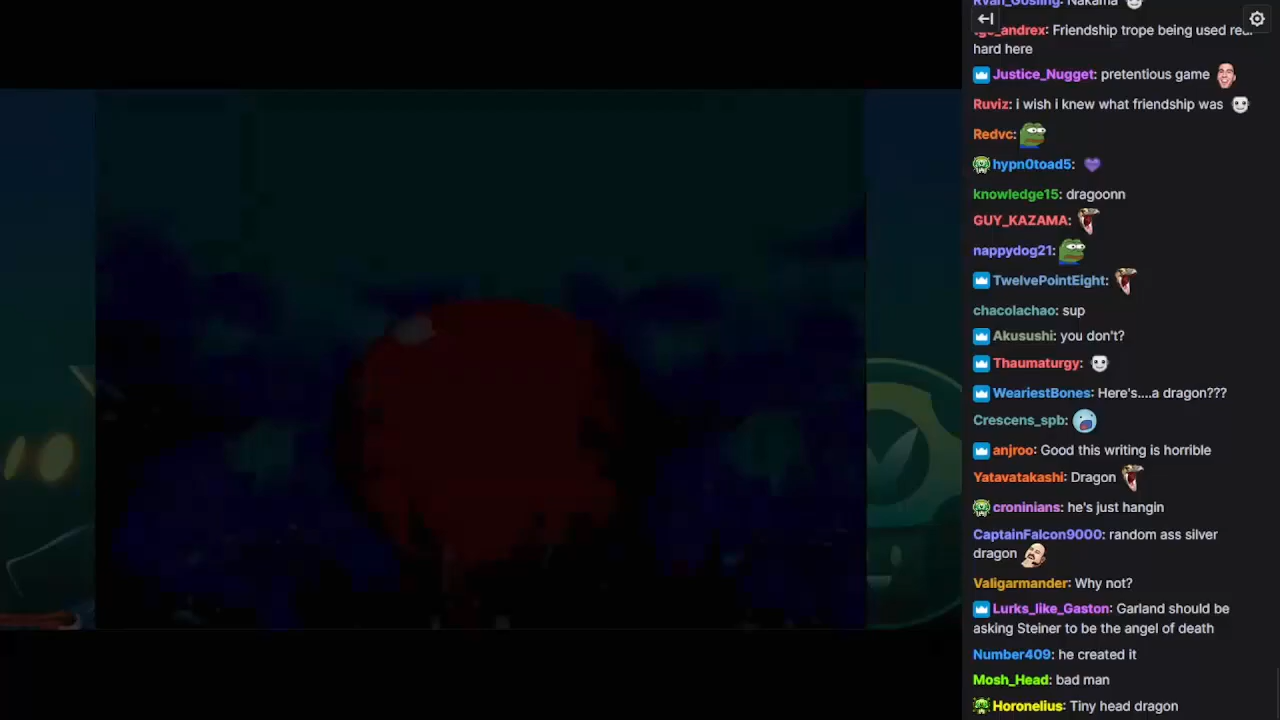 Ryan_Gosling: Nakama
igo_andrex: Friendship trope being used real
hard here
Justice_Nugget: pretentious game
Ruviz: i wish i knew what friendship was
Redvc:
hypn0toad5:
knowledge15: dragoonn
GUY_KAZAMA:
nappydog21:
TwelvePointEight:
chacolachao: sup
Akusushi: you don't?
Thaumaturgy:
WeariestBones: Here's....a dragon???
Crescens_spb:
anjroo: Good this writing is horrible
Yatavatakashi: Dragon
croninians: he's just hangin
CaptainFalcon9000: random ass silver
dragon
Valigarmander: Why not?
Lurks_like_Gaston: Garland should be
asking Steiner to be the angel of death
Number409: he created it
Mosh_Head: bad man
Horonelius: Tiny head dragon